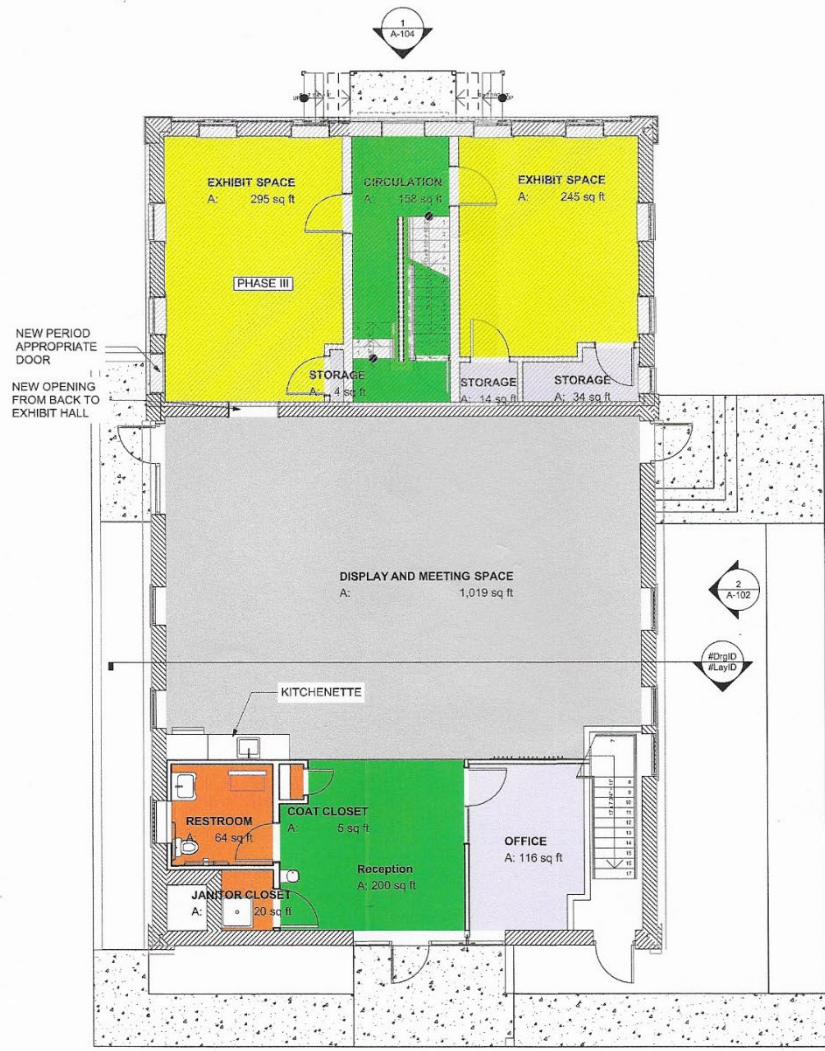 1
A-104
EXHIBIT SPACE
A: 295 sq ft
CIRCULATION
A: 158 sq ft
EXHIBIT SPACE
A: 245 sq ft
PHASE III
NEW PERIOD
APPROPRIATE
DOOR
NEW OPENING
FROM BACK TO
EXHIBIT HALL
STORAGE
A: 4 sq ft
STORAGE
A: 14 sq ft
STORAGE
A: 34 sq ft
DISPLAY AND MEETING SPACE
A: 1,019 sq ft
2
A-102
#DrgID
#LayID
KITCHENETTE
RESTROOM
A: 64 sq ft
COAT CLOSET
A: 5 sq ft
Reception
A: 200 sq ft
OFFICE
A: 116 sq ft
JANITOR CLOSET
A: 20 sq ft